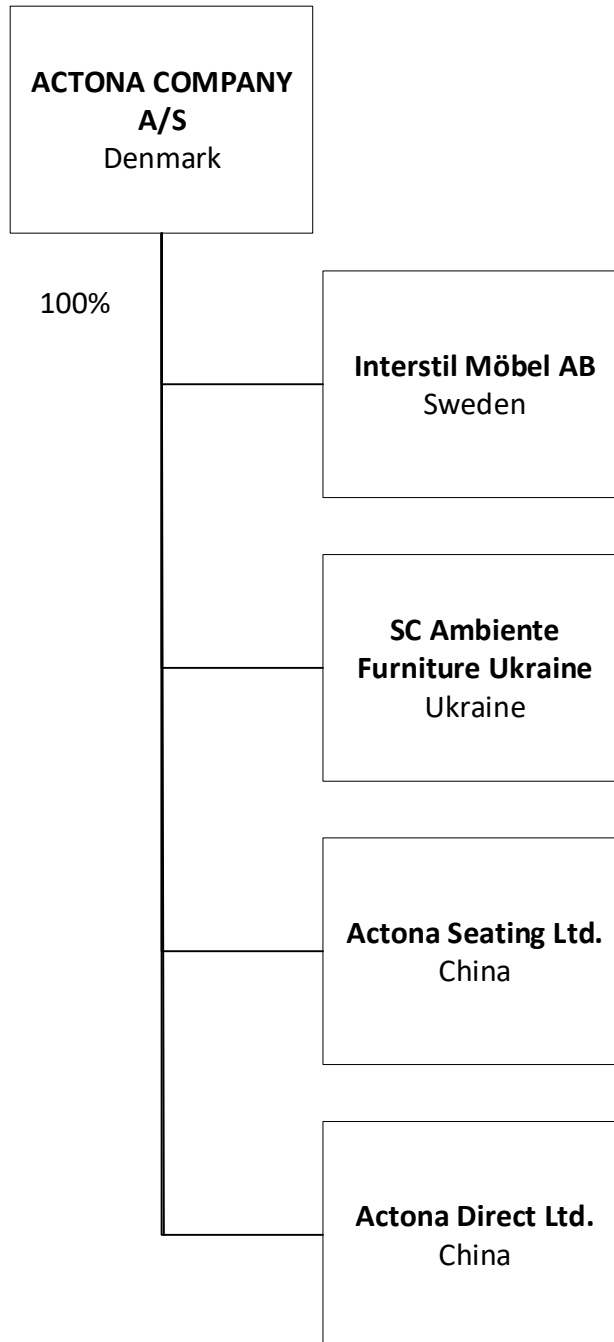 ACTONA COMPANY
A/S
Denmark
100%
Interstil Möbel AB
Sweden
SC Ambiente
Furniture Ukraine
Ukraine
Actona Seating Ltd.
China
Actona Direct Ltd.
China